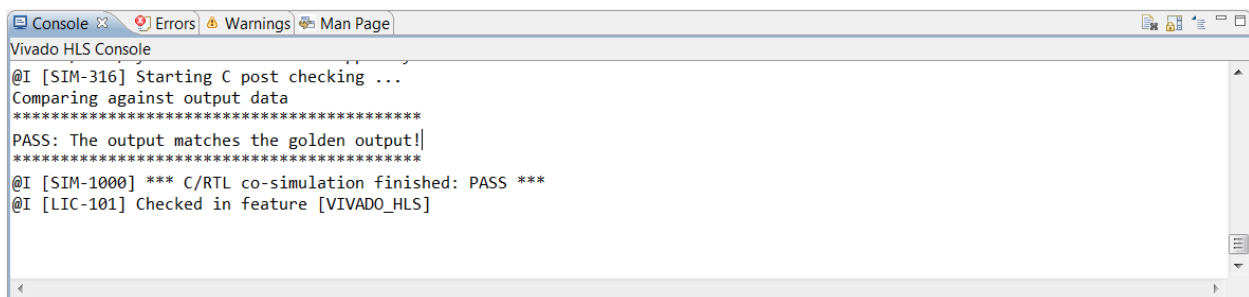 Console Errors Warnings Man Page
Vivado HLS Console
@I [SIM-316] Starting C post checking ...
Comparing against output data
*******************************************
PASS: The output matches the golden output!
*******************************************
@I [SIM-1000] *** C/RTL co-simulation finished: PASS ***
@I [LIC-101] Checked in feature [VIVADO_HLS]